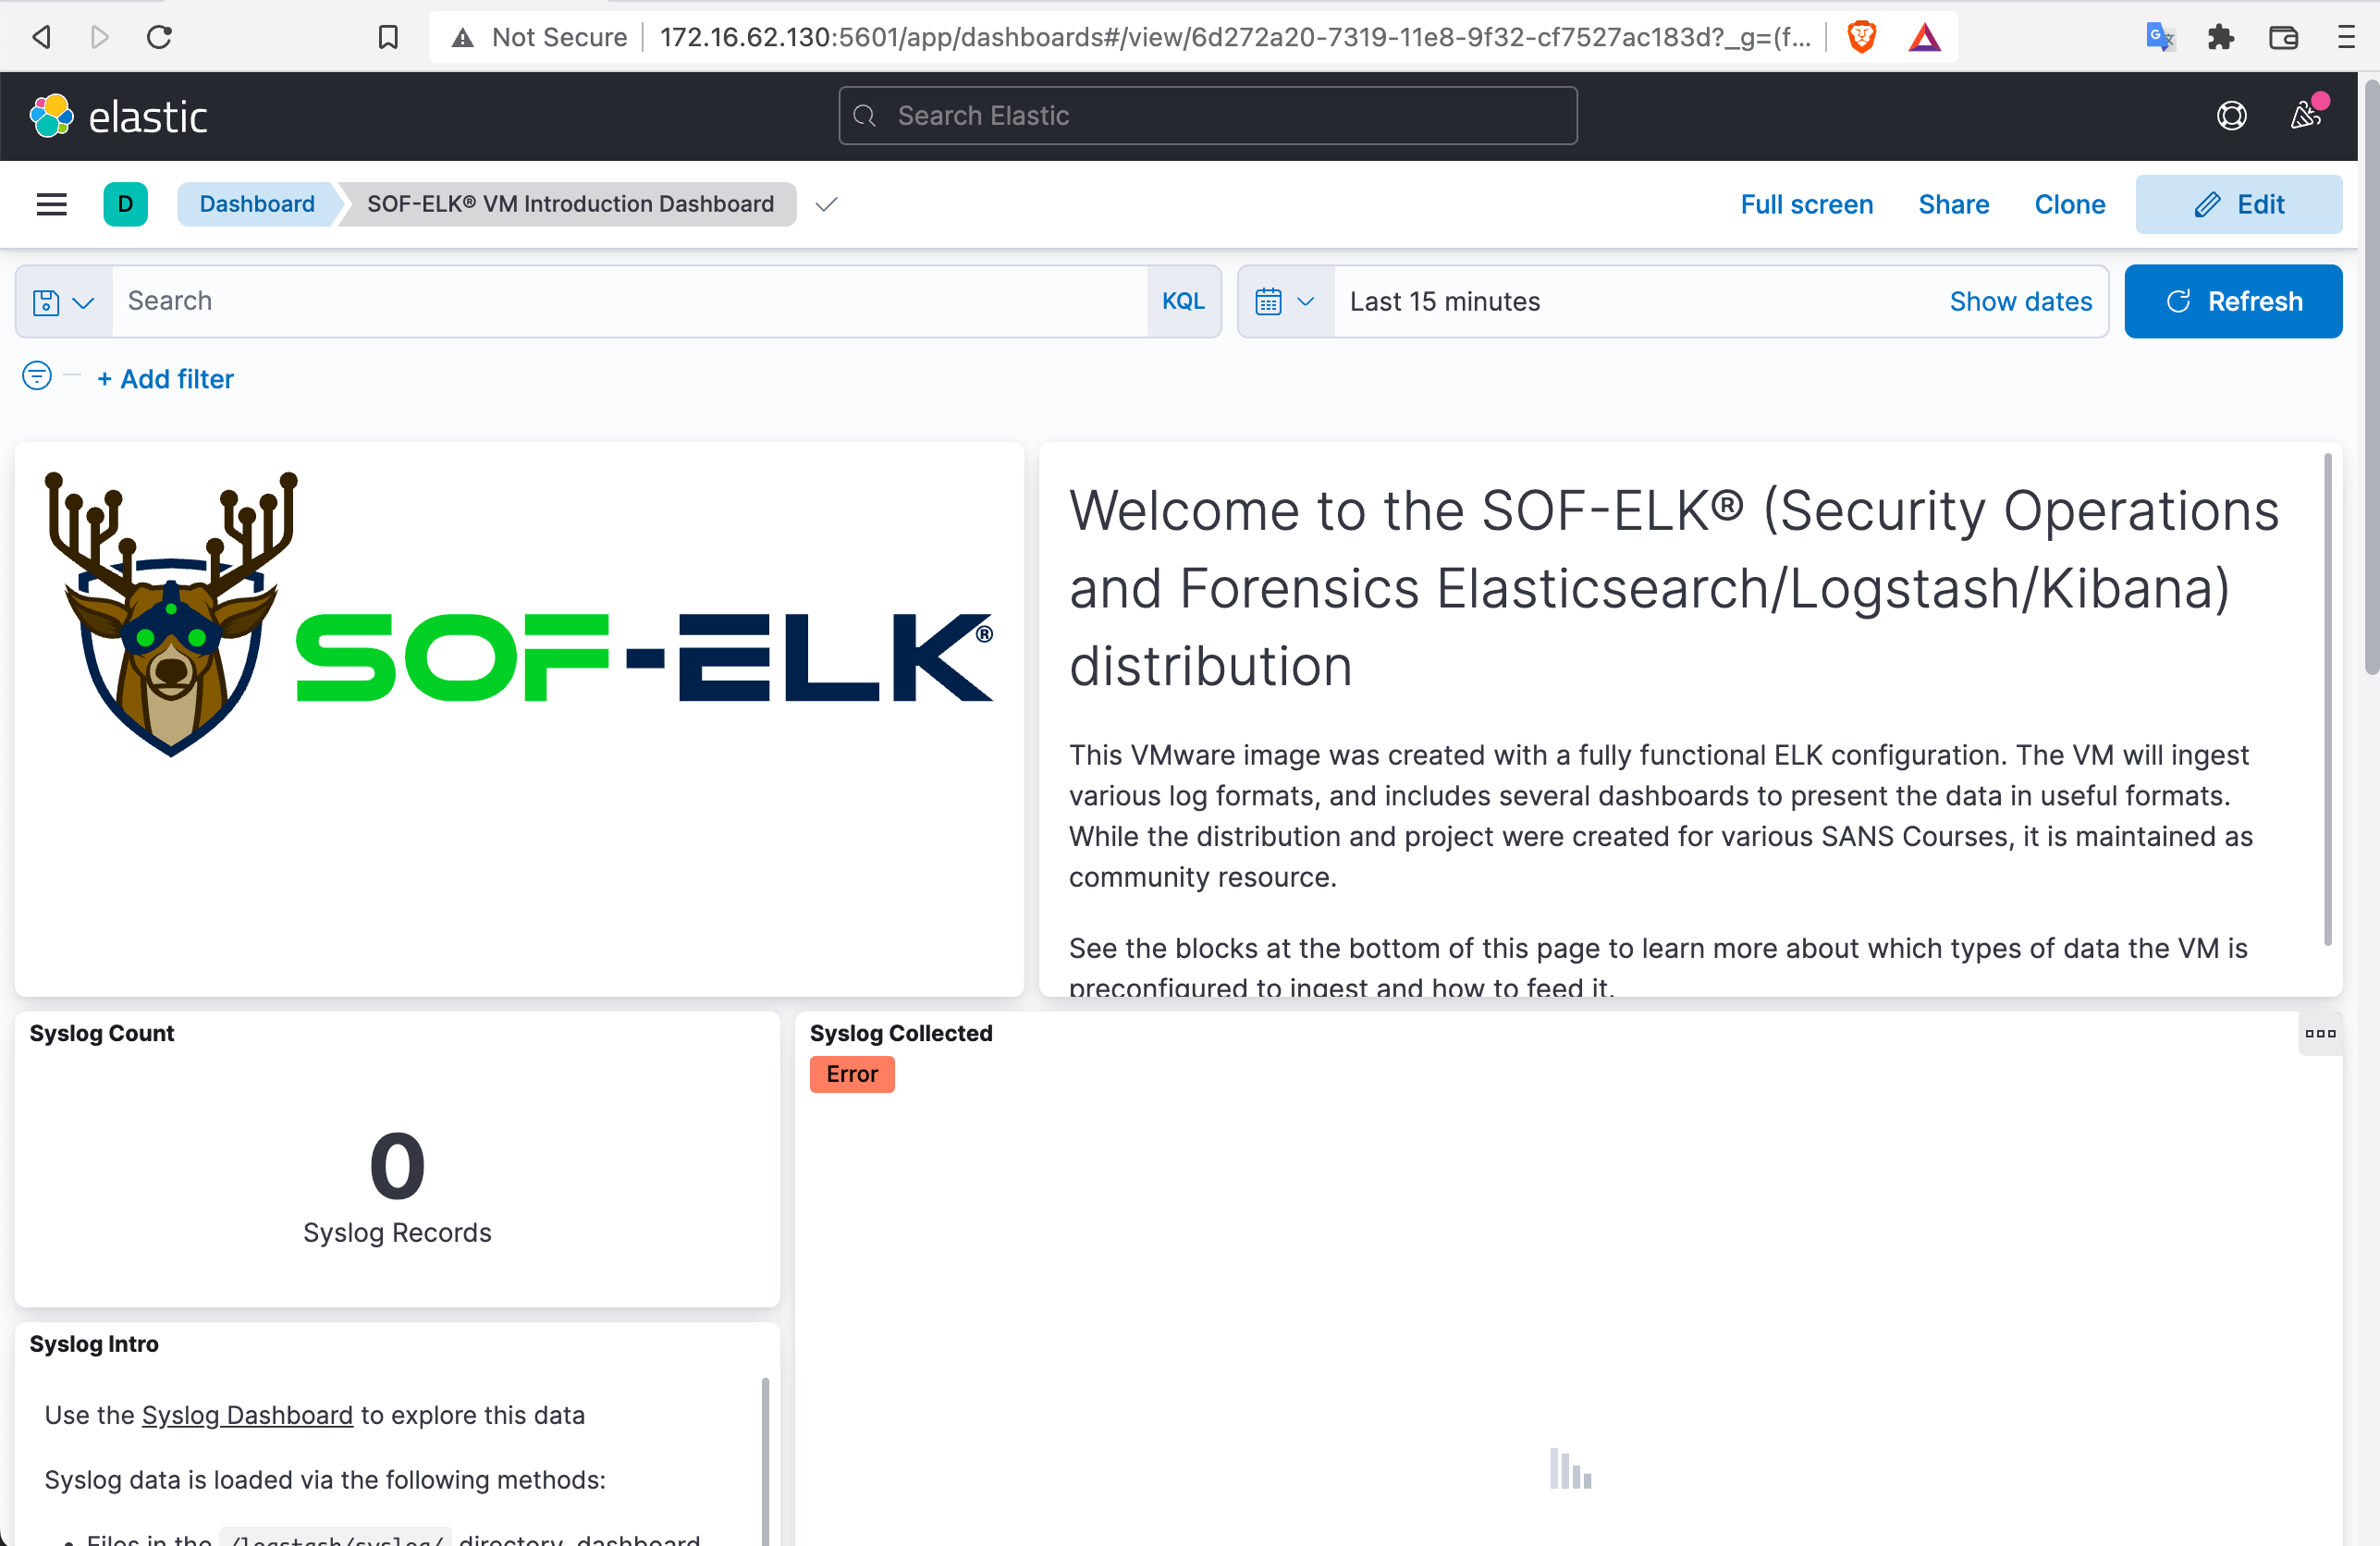 Not Secure
172.16.62.130:5601/app/dashboards#/view/6d272a20-7319-11e8-9f32-cf7527ac183d?_g=(f...
elastic
Search Elastic
D
Dashboard
SOF-ELK® VM Introduction Dashboard
Full screen
Share
Clone
Edit
Search
KQL
Last 15 minutes
Show dates
Refresh
+ Add filter
SOF-ELK®
Welcome to the SOF-ELK® (Security Operations
and Forensics Elasticsearch/Logstash/Kibana)
distribution
This VMware image was created with a fully functional ELK configuration. The VM will ingest
various log formats, and includes several dashboards to present the data in useful formats.
While the distribution and project were created for various SANS Courses, it is maintained as
community resource.
See the blocks at the bottom of this page to learn more about which types of data the VM is
preconfigured to ingest and how to feed it.
Syslog Count
0
Syslog Records
Syslog Collected
Error
Syslog Intro
Use the Syslog Dashboard to explore this data
Syslog data is loaded via the following methods:
• Files in the /logstash/syslog/ directory, dashboard